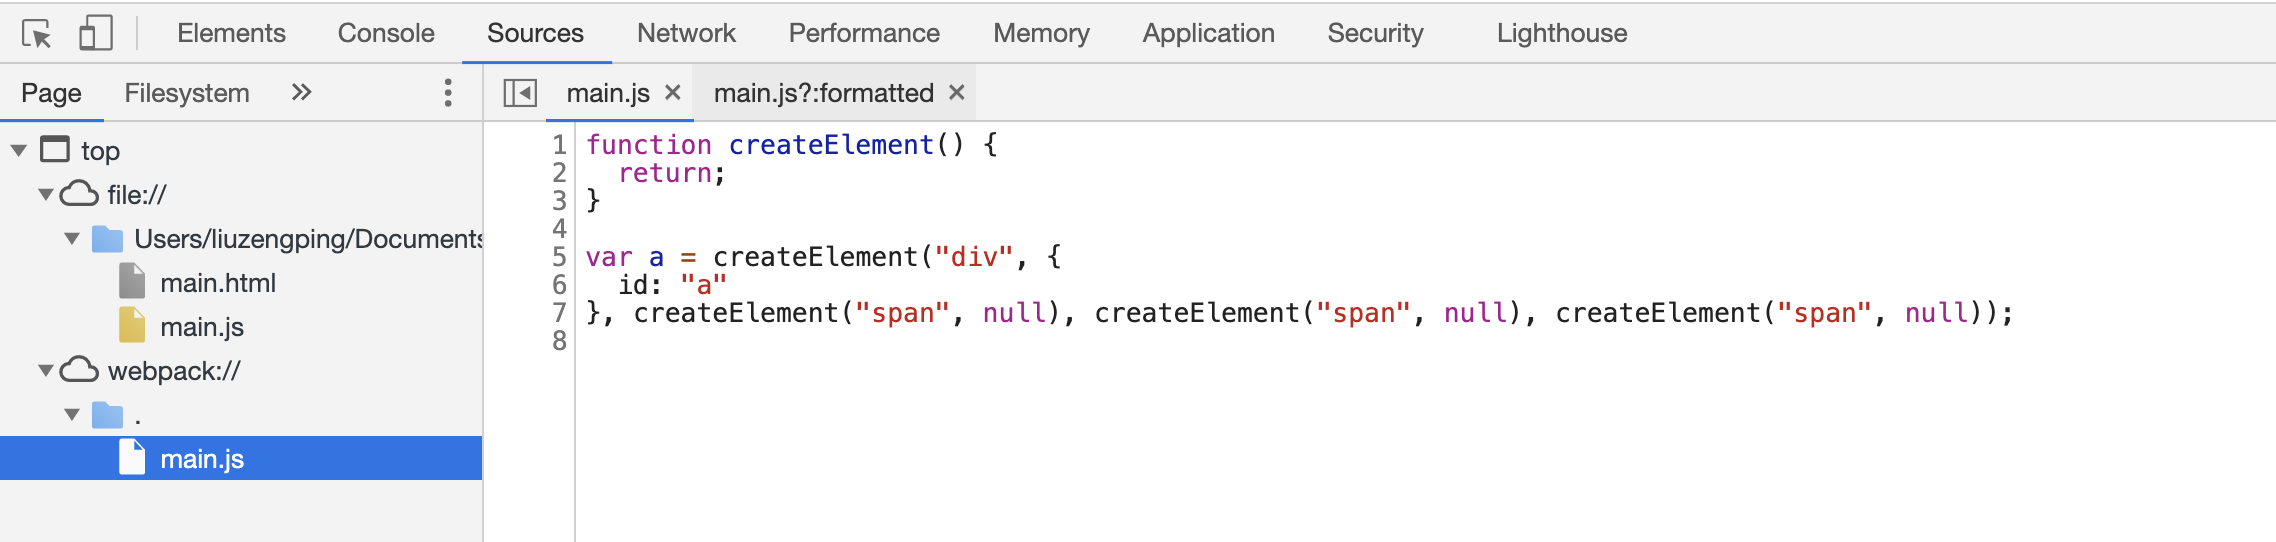 Elements Console Sources Network Performance Memory Application Security Lighthouse
Page Filesystem » main.js × main.js?:formatted ×
top
file://
Users/liuzengping/Documents
main.html
main.js
webpack://
.
main.js
1 function createElement() {
2   return;
3 }
4
5 var a = createElement("div", {
6   id: "a"
7 }, createElement("span", null), createElement("span", null), createElement("span", null));
8